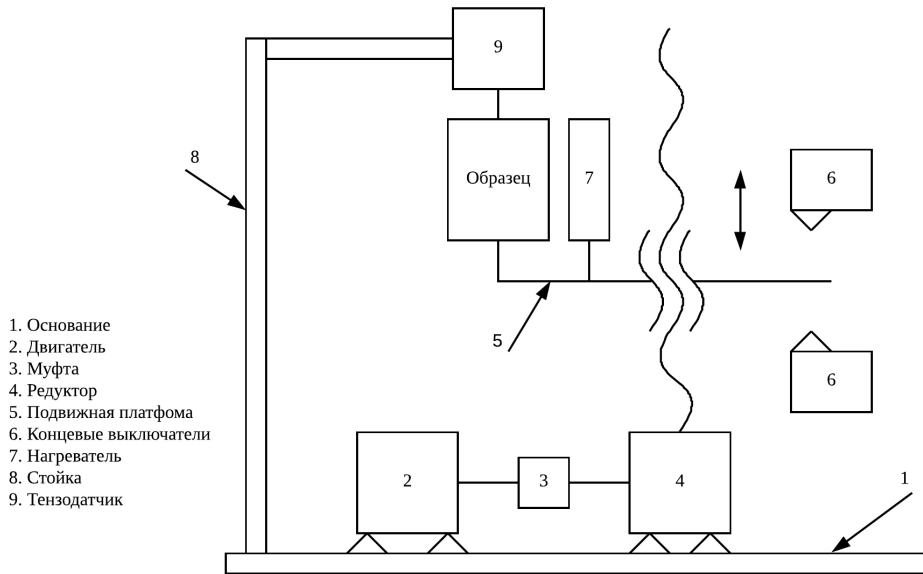 9
8
Образец
7
6
5
6
1. Основание
2. Двигатель
3. Муфта
4. Редуктор
5. Подвижная платфома
6. Концевые выключатели
7. Нагреватель
8. Стойка
9. Тензодатчик
2
3
4
1